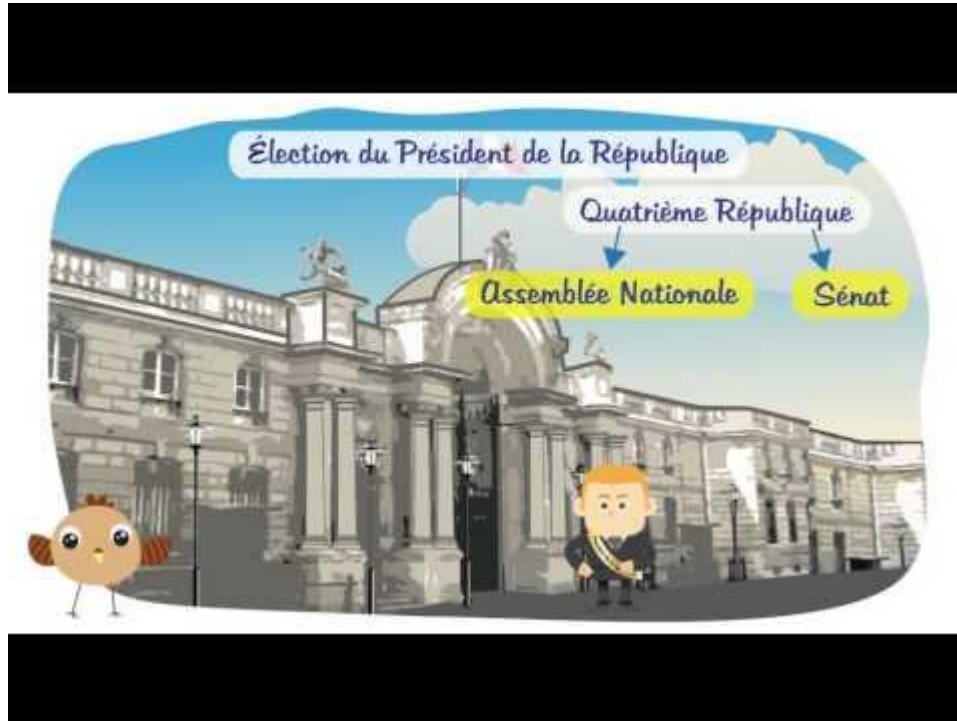 Élection du Président de la République
Quatrième République
Assemblée Nationale
Sénat